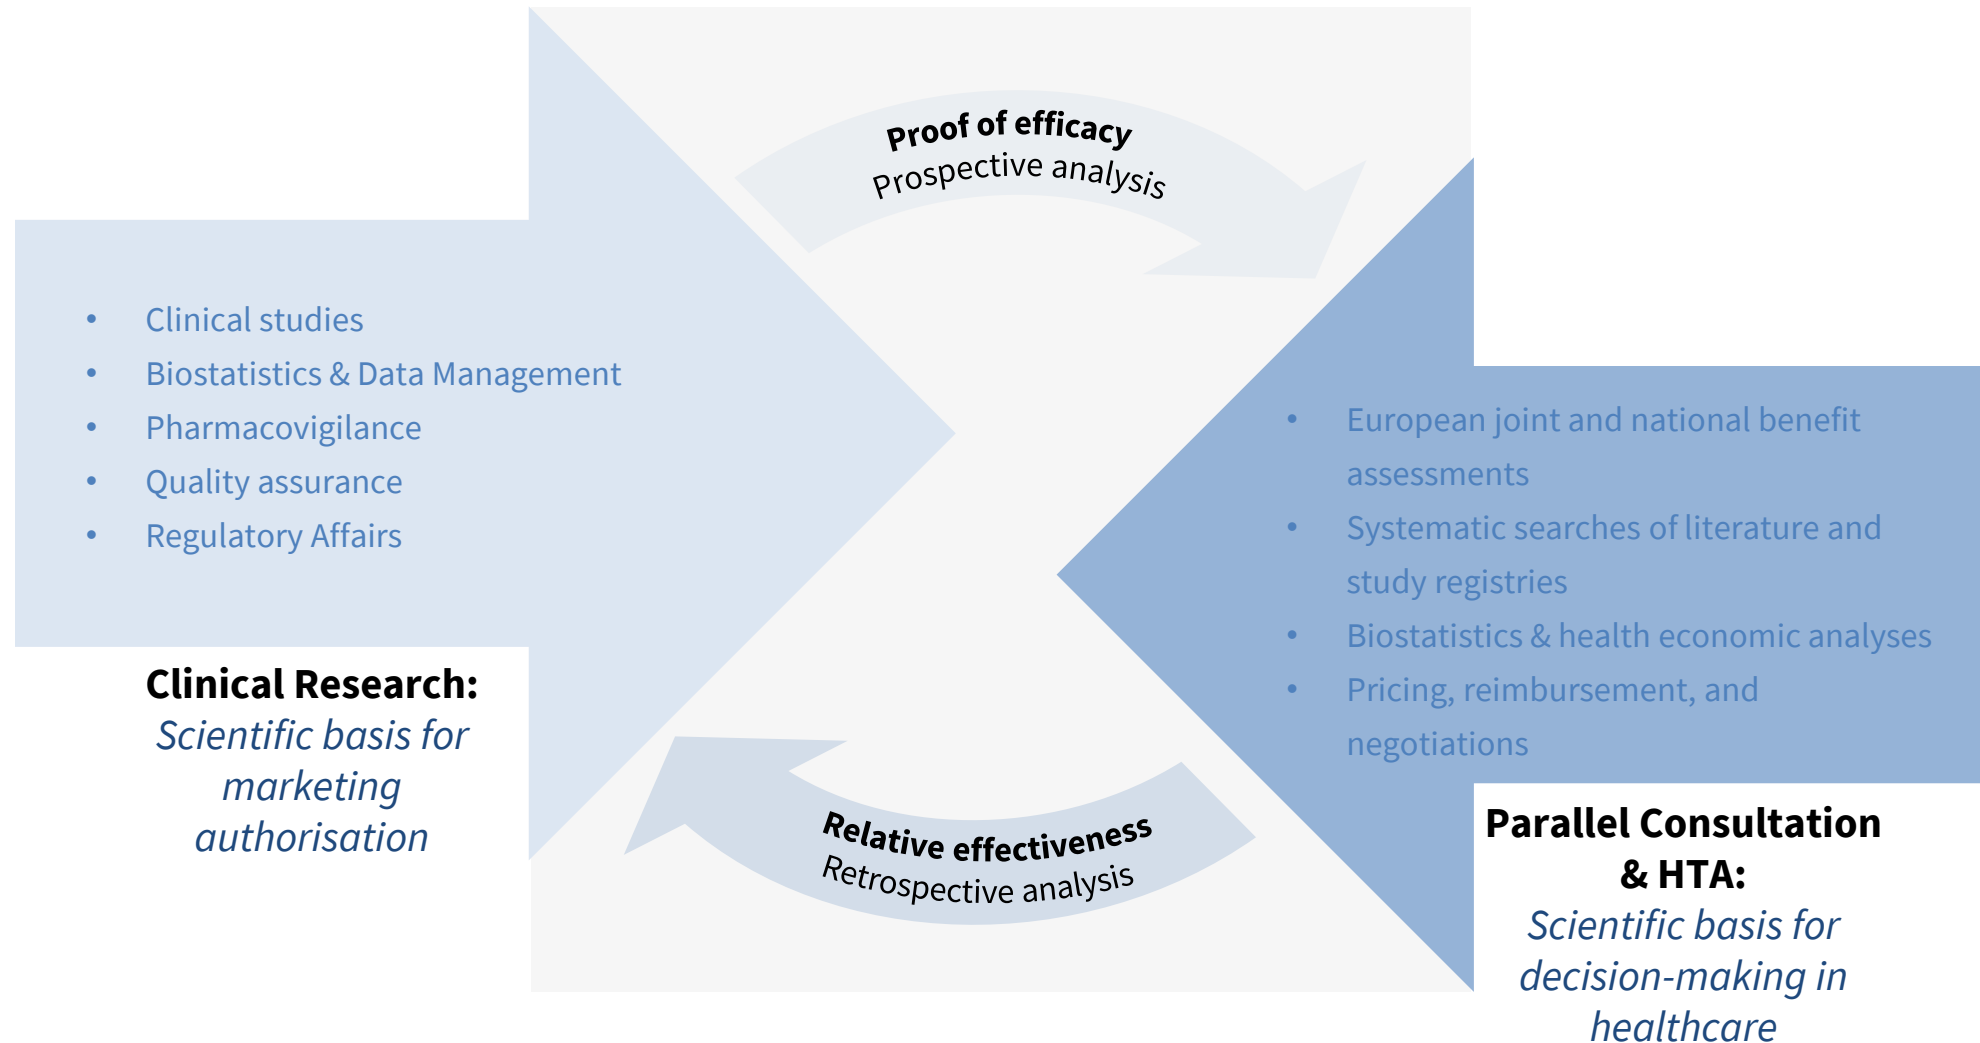 Proof of efficacy
Prospective analysis
• Clinical studies
• Biostatistics & Data Management
• Pharmacovigilance
• Quality assurance
• Regulatory Affairs
Clinical Research:
Scientific basis for
marketing
authorisation
• European joint and national benefit
assessments
• Systematic searches of literature and
study registries
• Biostatistics & health economic analyses
• Pricing, reimbursement, and
negotiations
Parallel Consultation
& HTA:
Scientific basis for
decision-making in
healthcare
Relative effectiveness
Retrospective analysis